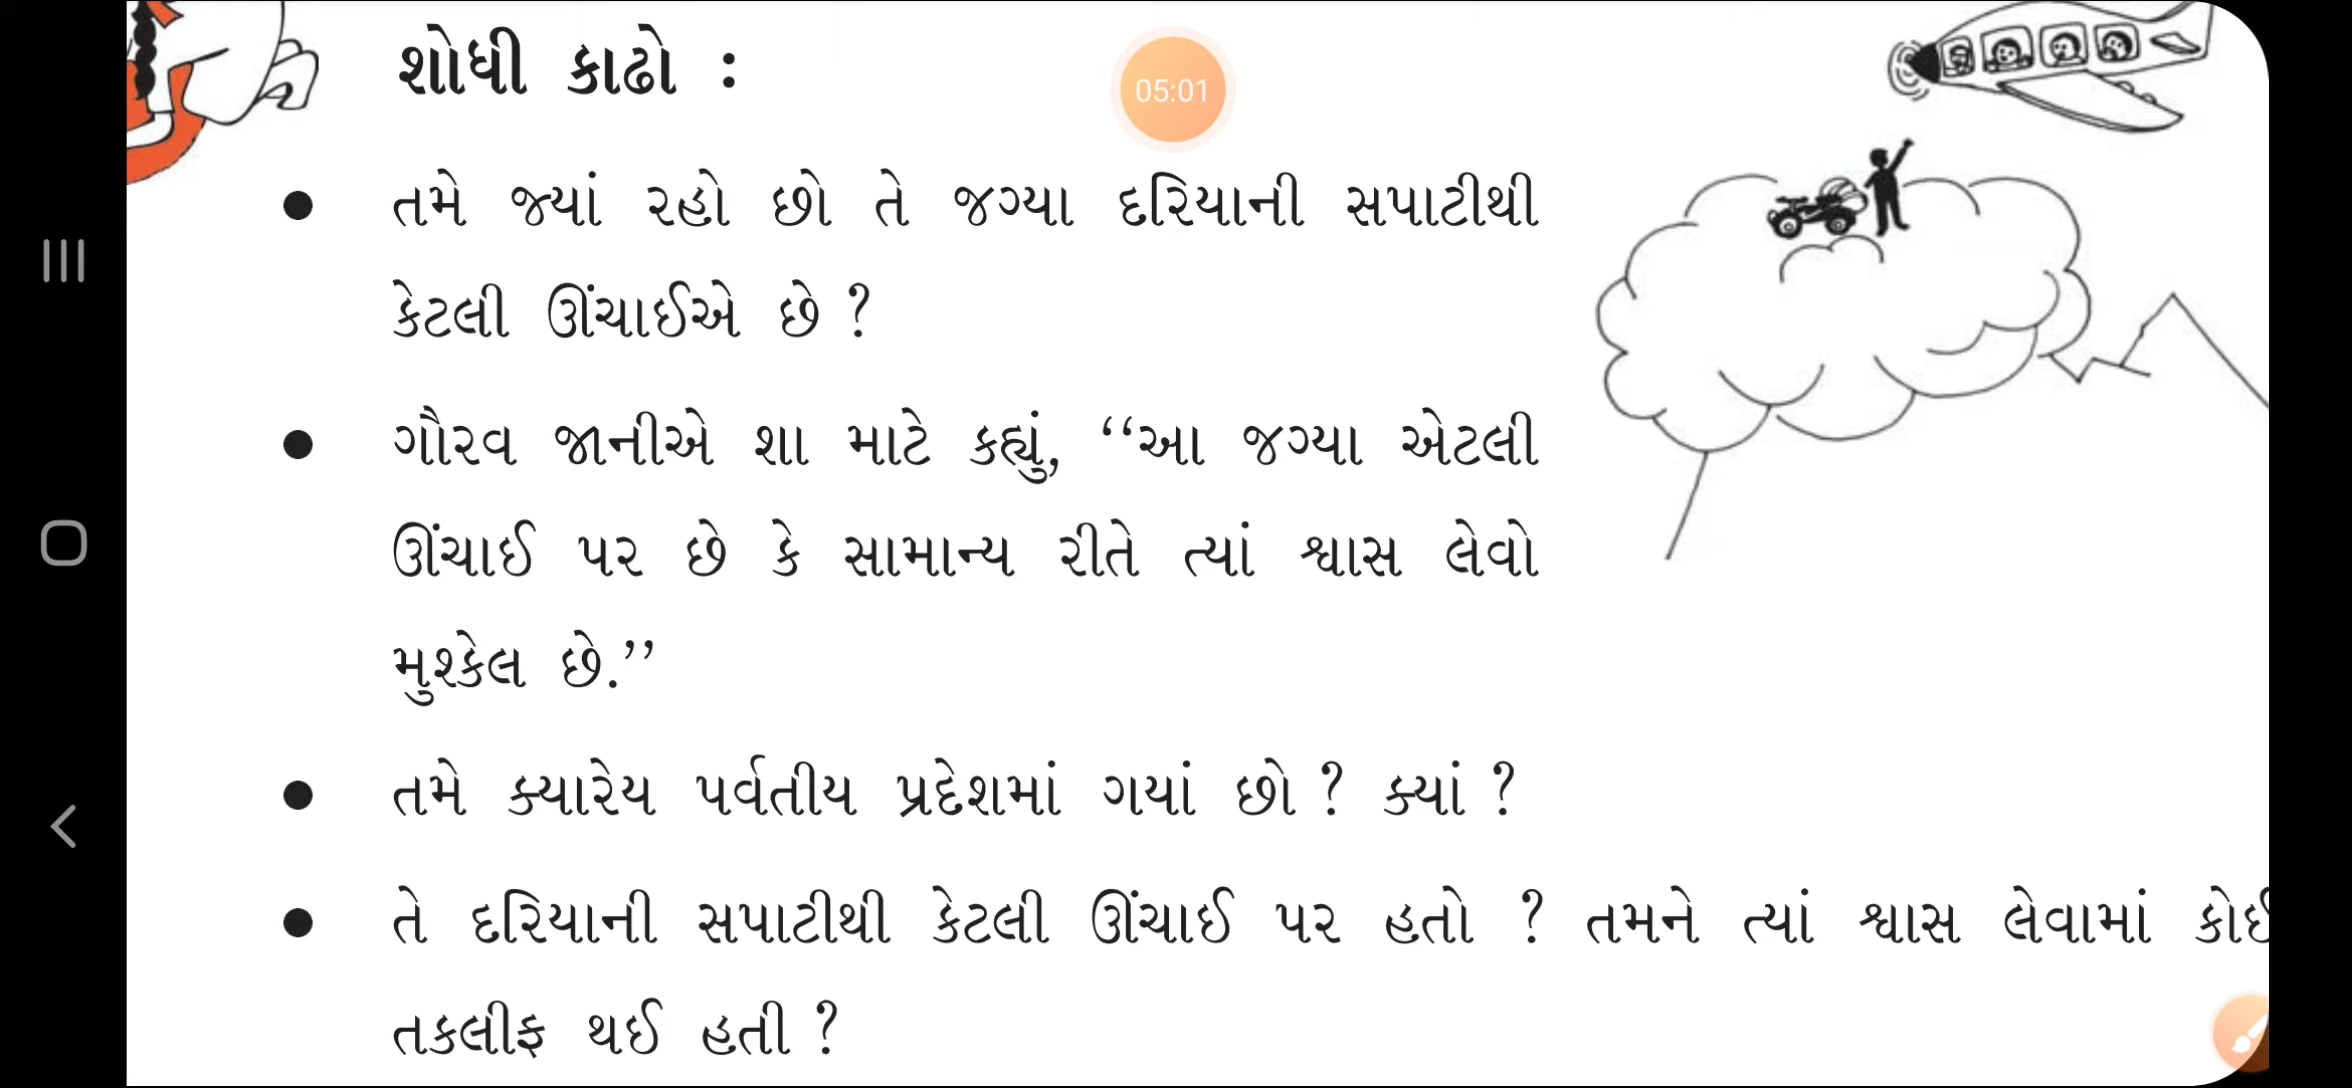 શોધી કાઢો :
05:01
• તમે જ્યાં રહો છો તે જગ્યા દરિયાની સપાટીથી
કેટલી ઊંચાઈએ છે ?
• ગૌરવ જાનીએ શા માટે કહ્યું, ‘‘આ જગ્યા એટલી
ઊંચાઈ પર છે કે સામાન્ય રીતે ત્યાં શ્વાસ લેવો
મુશ્કેલ છે.’’
• તમે ક્યારેય પર્વતીય પ્રદેશમાં ગયાં છો ? ક્યાં ?
• તે દરિયાની સપાટીથી કેટલી ઊંચાઈ પર હતો ? તમને ત્યાં શ્વાસ લેવામાં કોઈ
તકલીફ થઈ હતી ?